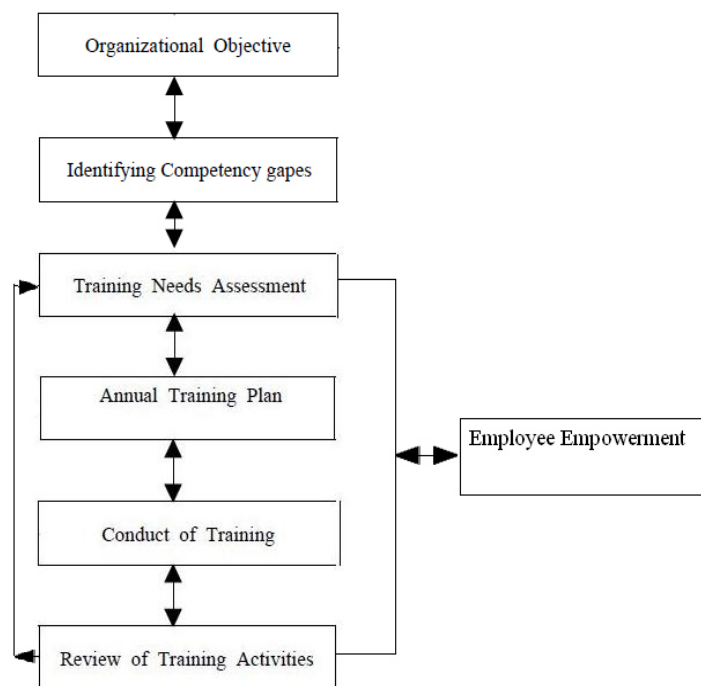 Organizational Objective
Identifying Competency gapes
Training Needs Assessment
Annual Training Plan
Employee Empowerment
Conduct of Training
Review of Training Activities